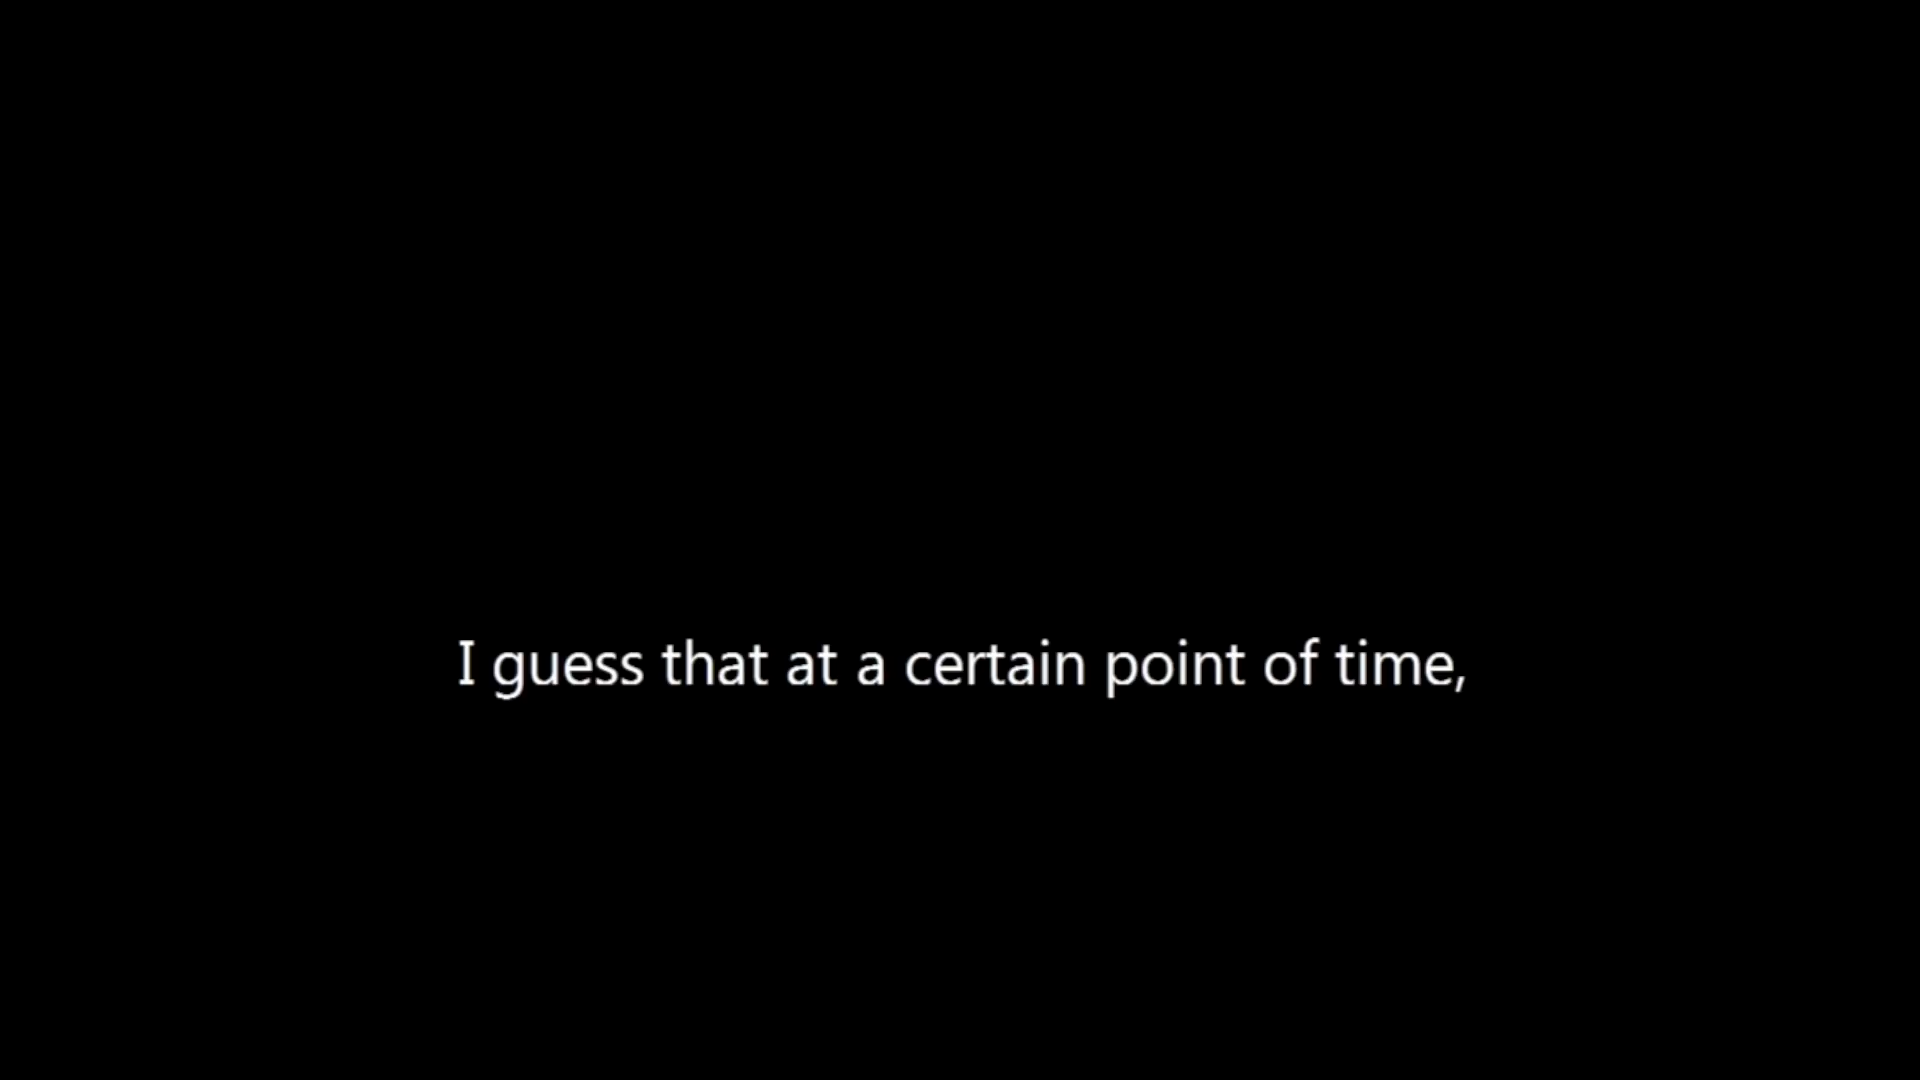 I guess that at a certain point of time,